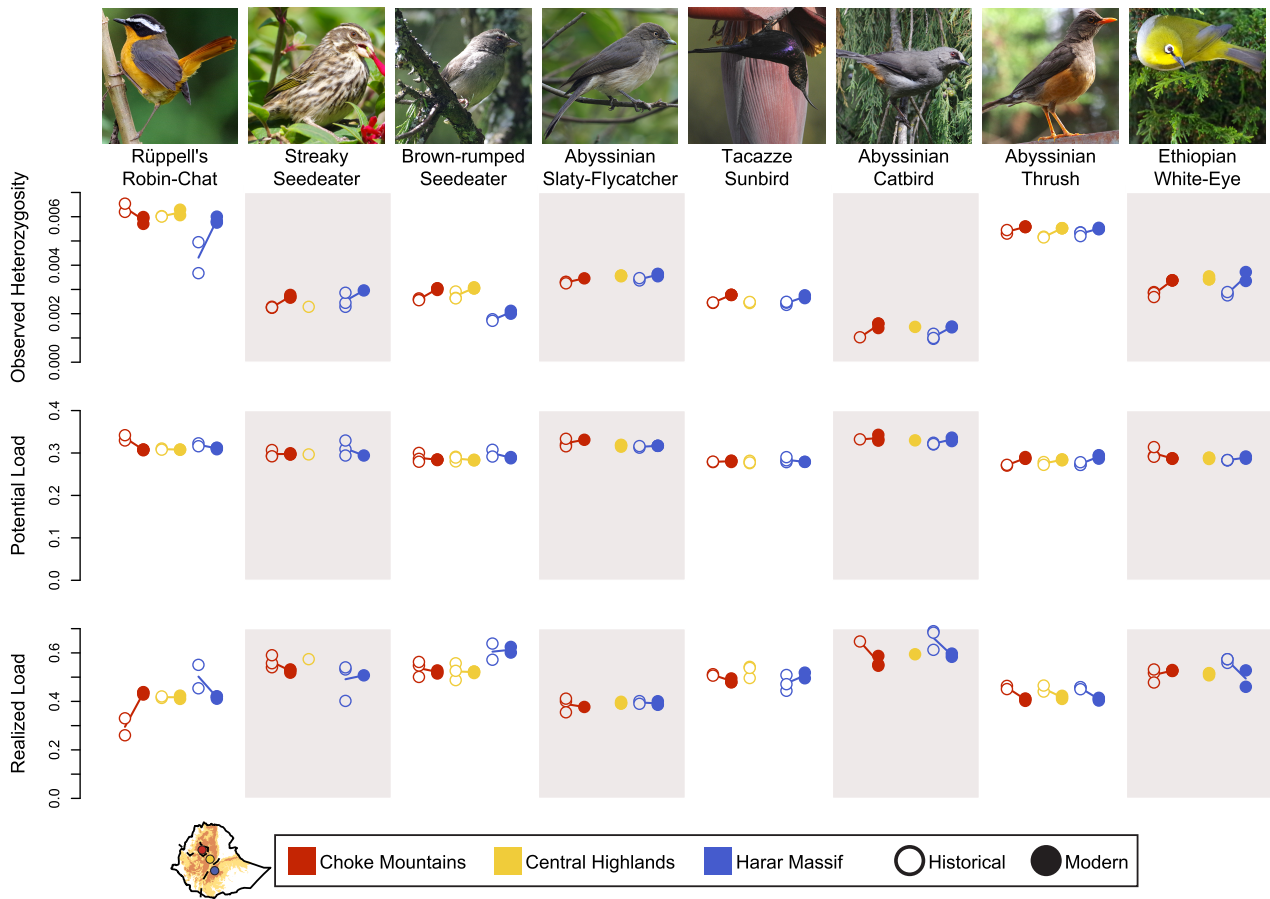 Rüppell's
Robin-Chat
Streaky
Seedeater
Brown-rumped
Seedeater
Abyssinian
Slaty-Flycatcher
Tacazze
Sunbird
Abyssinian
Catbird
Abyssinian
Thrush
Ethiopian
White-Eye
Observed Heterozygosity
0.006
0.004
0.002
0.000
Potential Load
0.4
0.3
0.2
0.1
0.0
Realized Load
0.6
0.4
0.2
0.0
Choke Mountains
Central Highlands
Harar Massif
Historical
Modern